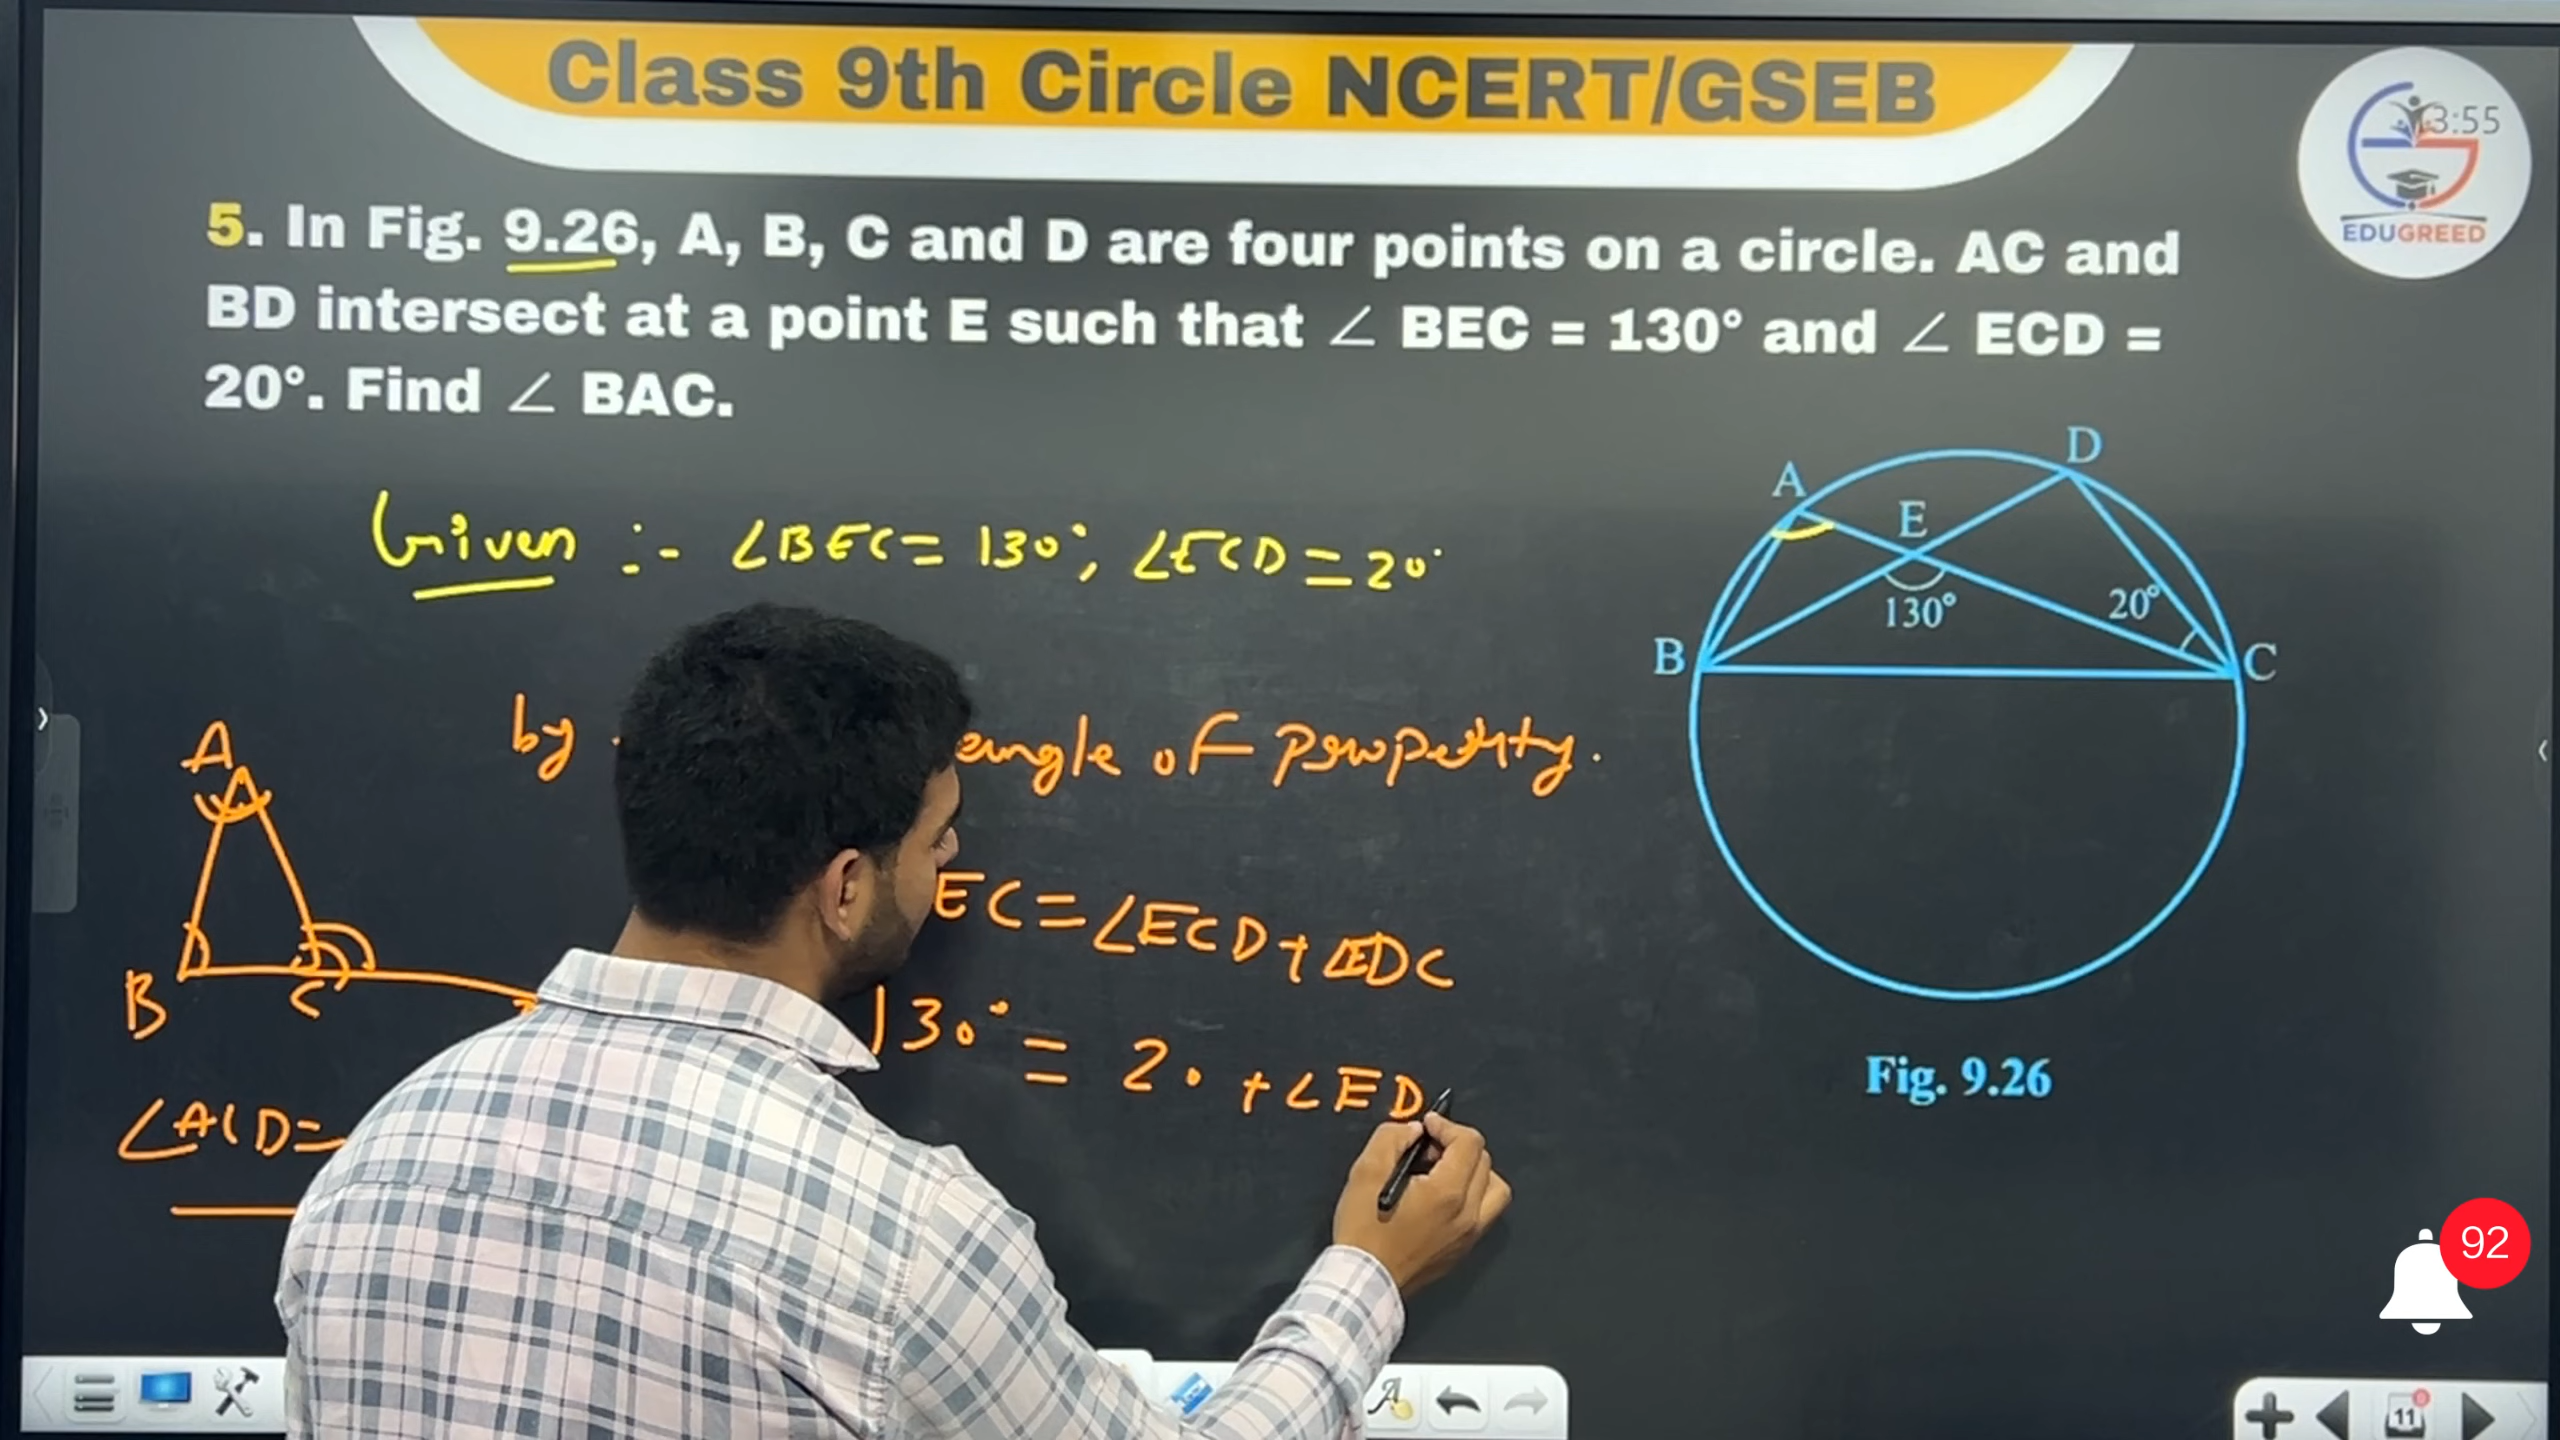 Class 9th Circle NCERT/GSEB
3:55
EDUGREED
5. In Fig. 9.26, A, B, C and D are four points on a circle. AC and
BD intersect at a point E such that ∠ BEC = 130° and ∠ ECD =
20°. Find ∠ BAC.
Given :- ∠BEC = 130°, ∠ECD = 20°
A
D
E
130°
20°
B
C
Fig. 9.26
by angle of property.
A
B
C
EC = ∠ECD + ∠EDC
130° = 20 + ∠ED
∠ACD =
92
11